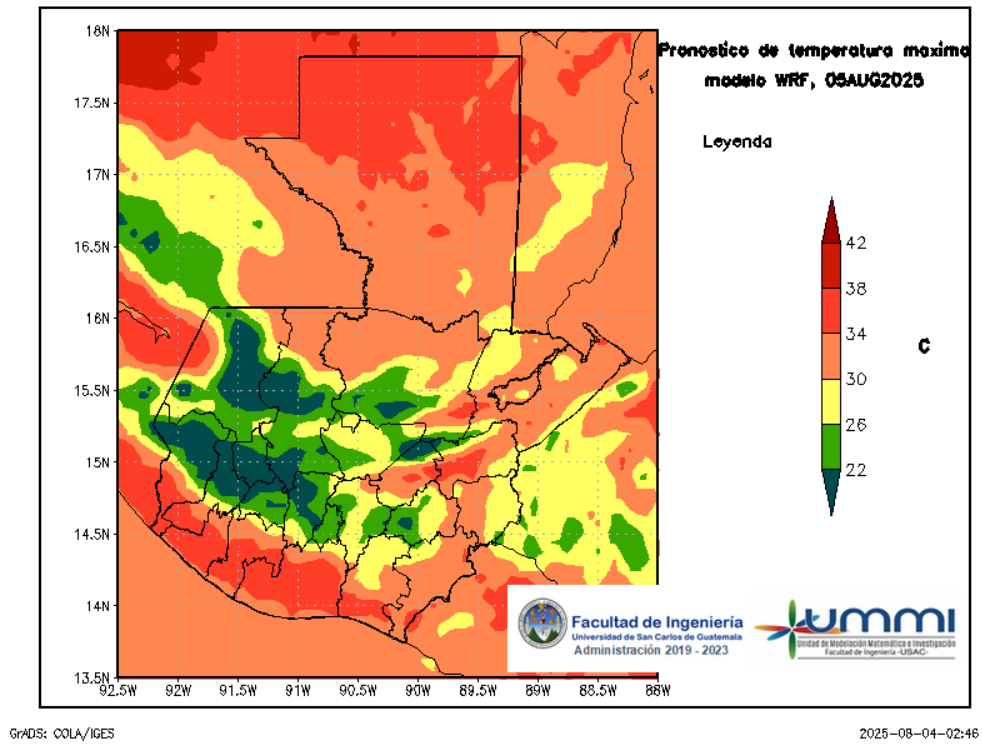 Pronostico de temperatura maxima
modelo WRF, 05AUG2025
Leyenda
42
38
34
30
26
22
C
18N
17.5N
17N
16.5N
16N
15.5N
15N
14.5N
14N
13.5N
92.5W 92W 91.5W 91W 90.5W 90W 89.5W 89W 88.5W 88W
Facultad de Ingeniería
Universidad de San Carlos de Guatemala
Administración 2019 - 2023
ummi
Unidad de Modelación Matemática e Investigación
Facultad de Ingeniería -USAC-
GrADS: COLA/IGES
2025-08-04-02:46